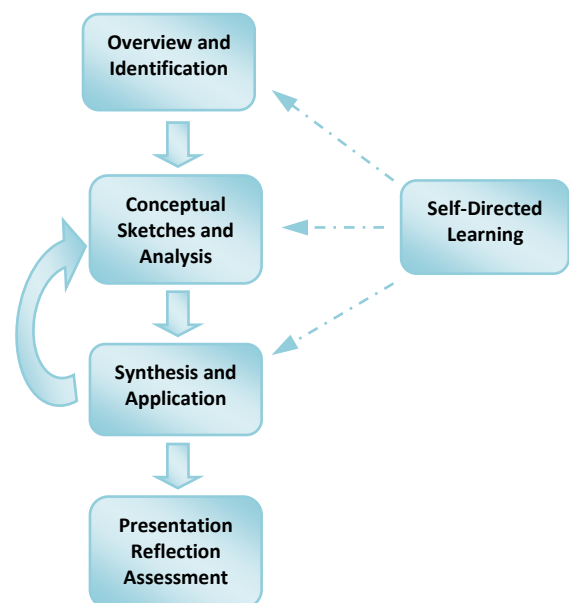 Overview and
Identification
Conceptual
Sketches and
Analysis
Self-Directed
Learning
Synthesis and
Application
Presentation
Reflection
Assessment